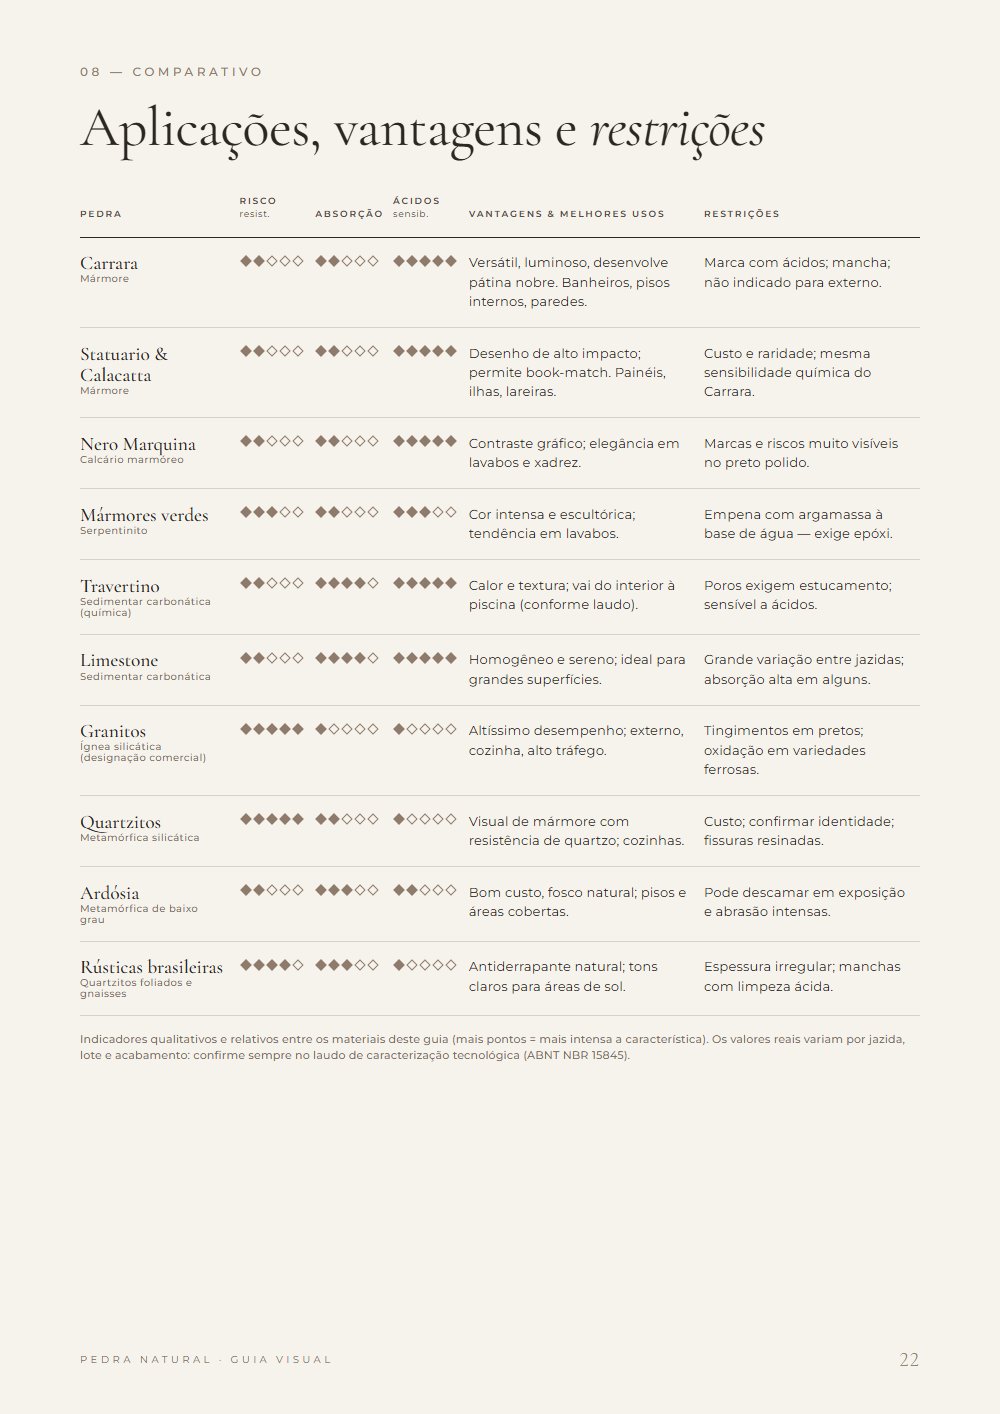 08 — COMPARATIVO
Aplicações, vantagens e restrições
PEDRA
RISCO
resist.
ABSORÇÃO
ÁCIDOS
sensib.
VANTAGENS & MELHORES USOS
RESTRIÇÕES
Carrara
Mármore
◆◆◇◇◇ ◆◆◇◇◇ ◆◆◆◆◆
Versátil, luminoso, desenvolve
pátina nobre. Banheiros, pisos
internos, paredes.
Marca com ácidos; mancha;
não indicado para externo.
Statuario &
Calacatta
Mármore
◆◆◇◇◇ ◆◆◇◇◇ ◆◆◆◆◆
Desenho de alto impacto;
permite book-match. Painéis,
ilhas, lareiras.
Custo e raridade; mesma
sensibilidade química do
Carrara.
Nero Marquina
Calcário marmóreo
◆◆◇◇◇ ◆◆◇◇◇ ◆◆◆◆◆
Contraste gráfico; elegância em
lavabos e xadrez.
Marcas e riscos muito visíveis
no preto polido.
Mármores verdes
Serpentinito
◆◆◆◇◇ ◆◆◇◇◇ ◆◆◆◇◇
Cor intensa e escultórica;
tendência em lavabos.
Empena com argamassa à
base de água — exige epóxi.
Travertino
Sedimentar carbonática
(química)
◆◆◇◇◇ ◆◆◆◆◇ ◆◆◆◆◆
Calor e textura; vai do interior à
piscina (conforme laudo).
Poros exigem estucamento;
sensível a ácidos.
Limestone
Sedimentar carbonática
◆◆◇◇◇ ◆◆◆◆◇ ◆◆◆◆◆
Homogêneo e sereno; ideal para
grandes superfícies.
Grande variação entre jazidas;
absorção alta em alguns.
Granitos
Ígnea silicática
(designação comercial)
◆◆◆◆◆ ◆◇◇◇◇ ◆◇◇◇◇
Altíssimo desempenho; externo,
cozinha, alto tráfego.
Tingimentos em pretos;
oxidação em variedades
ferrosas.
Quartzitos
Metamórfica silicática
◆◆◆◆◆ ◆◆◇◇◇ ◆◇◇◇◇
Visual de mármore com
resistência de quartzo; cozinhas.
Custo; confirmar identidade;
fissuras resinadas.
Ardósia
Metamórfica de baixo
grau
◆◆◇◇◇ ◆◆◆◇◇ ◆◆◇◇◇
Bom custo, fosco natural; pisos e
áreas cobertas.
Pode descamar em exposição
e abrasão intensas.
Rústicas brasileiras
Quartzitos foliados e
gnaisses
◆◆◆◆◇ ◆◆◆◇◇ ◆◇◇◇◇
Antiderrapante natural; tons
claros para áreas de sol.
Espessura irregular; manchas
com limpeza ácida.
Indicadores qualitativos e relativos entre os materiais deste guia (mais pontos = mais intensa a característica). Os valores reais variam por jazida,
lote e acabamento: confirme sempre no laudo de caracterização tecnológica (ABNT NBR 15845).
PEDRA NATURAL · GUIA VISUAL
22